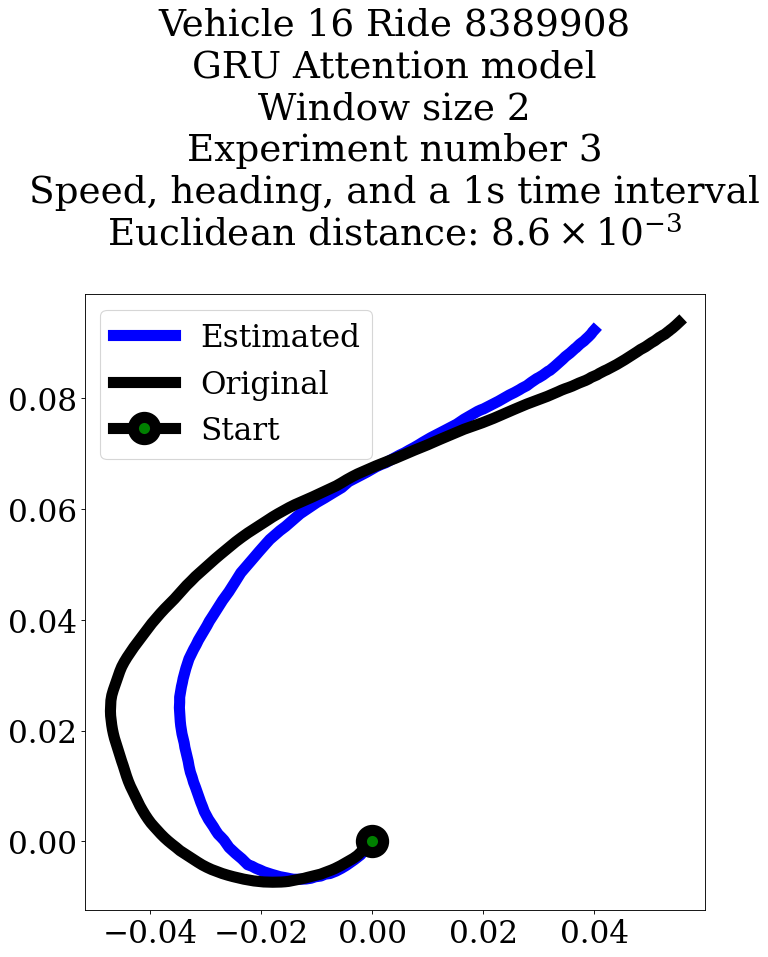 Vehicle 16 Ride 8389908
GRU Attention model
Window size 2
Experiment number 3
Speed, heading, and a 1s time interval
Euclidean distance: 8.6 × 10⁻³
Estimated
Original
Start
0.08
0.06
0.04
0.02
0.00
−0.04 −0.02 0.00 0.02 0.04